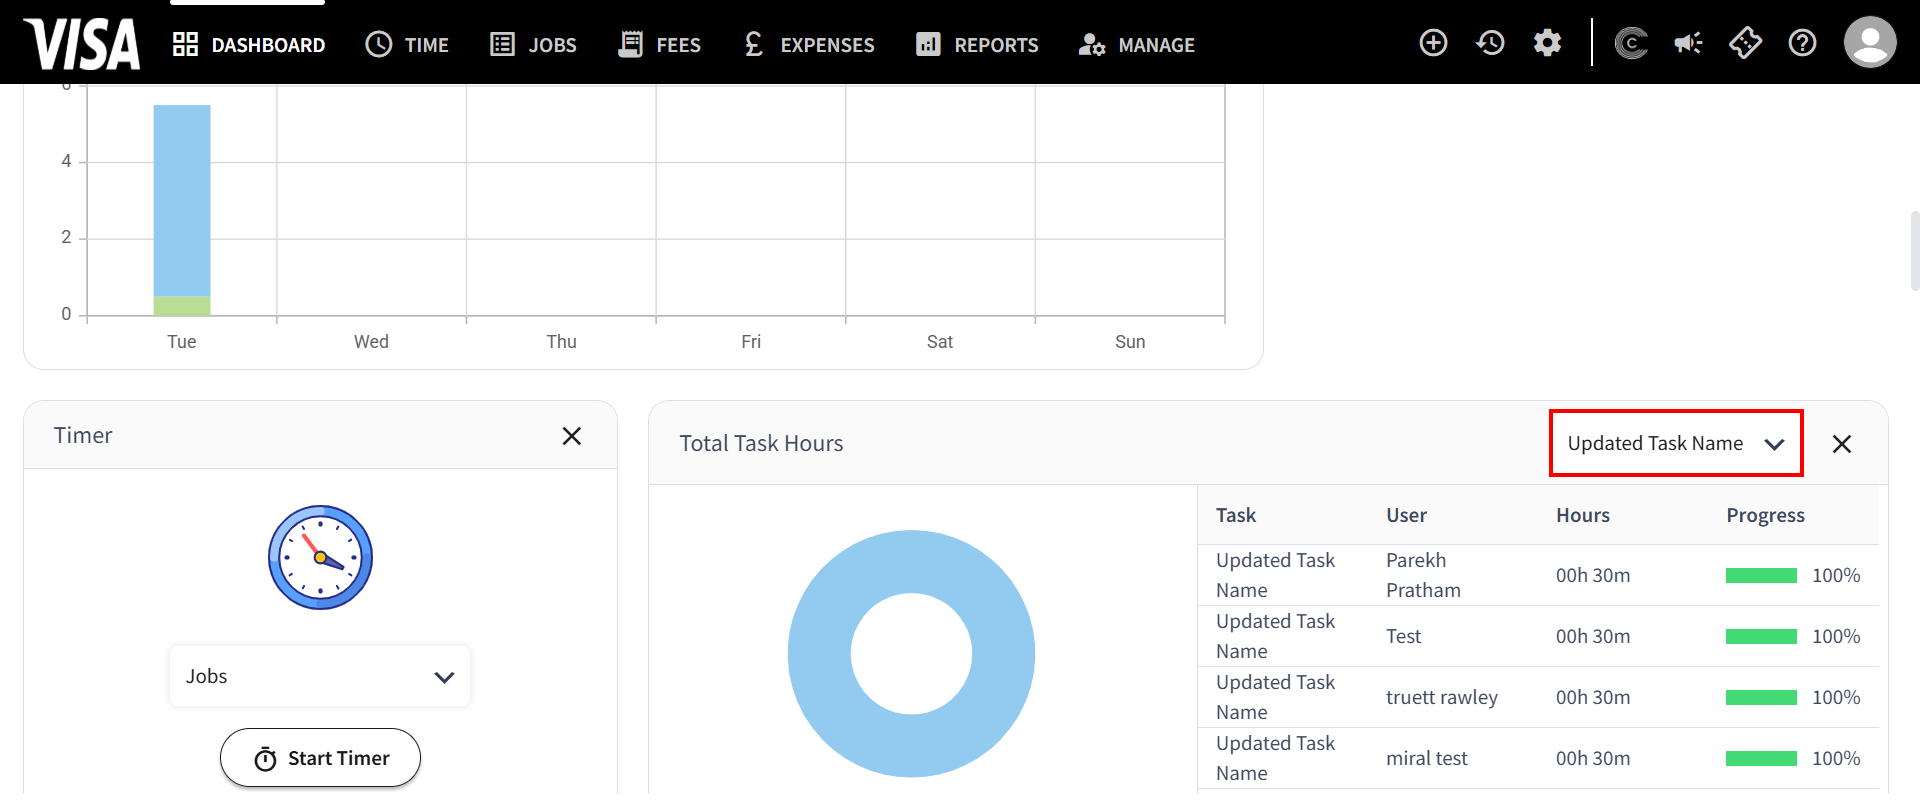 VISA DASHBOARD TIME JOBS FEES £ EXPENSES REPORTS MANAGE
6
4
2
0
Tue Wed Thu Fri Sat Sun
Timer
Jobs
Start Timer
Total Task Hours
Updated Task Name
Task User Hours Progress
Updated Task Name Parekh Pratham 00h 30m 100%
Updated Task Name Test 00h 30m 100%
Updated Task Name truett rawley 00h 30m 100%
Updated Task Name miral test 00h 30m 100%